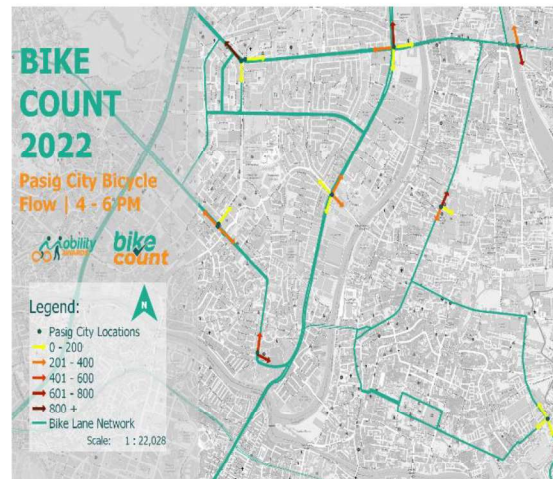 BIKE
COUNT
2022
Pasig City Bicycle
Flow | 4 - 6 PM
bike
count
N
Legend:
Pasig City Locations
0 - 200
201 - 400
401 - 600
601 - 800
800 +
Bike Lane Network
Scale: 1 : 22,028